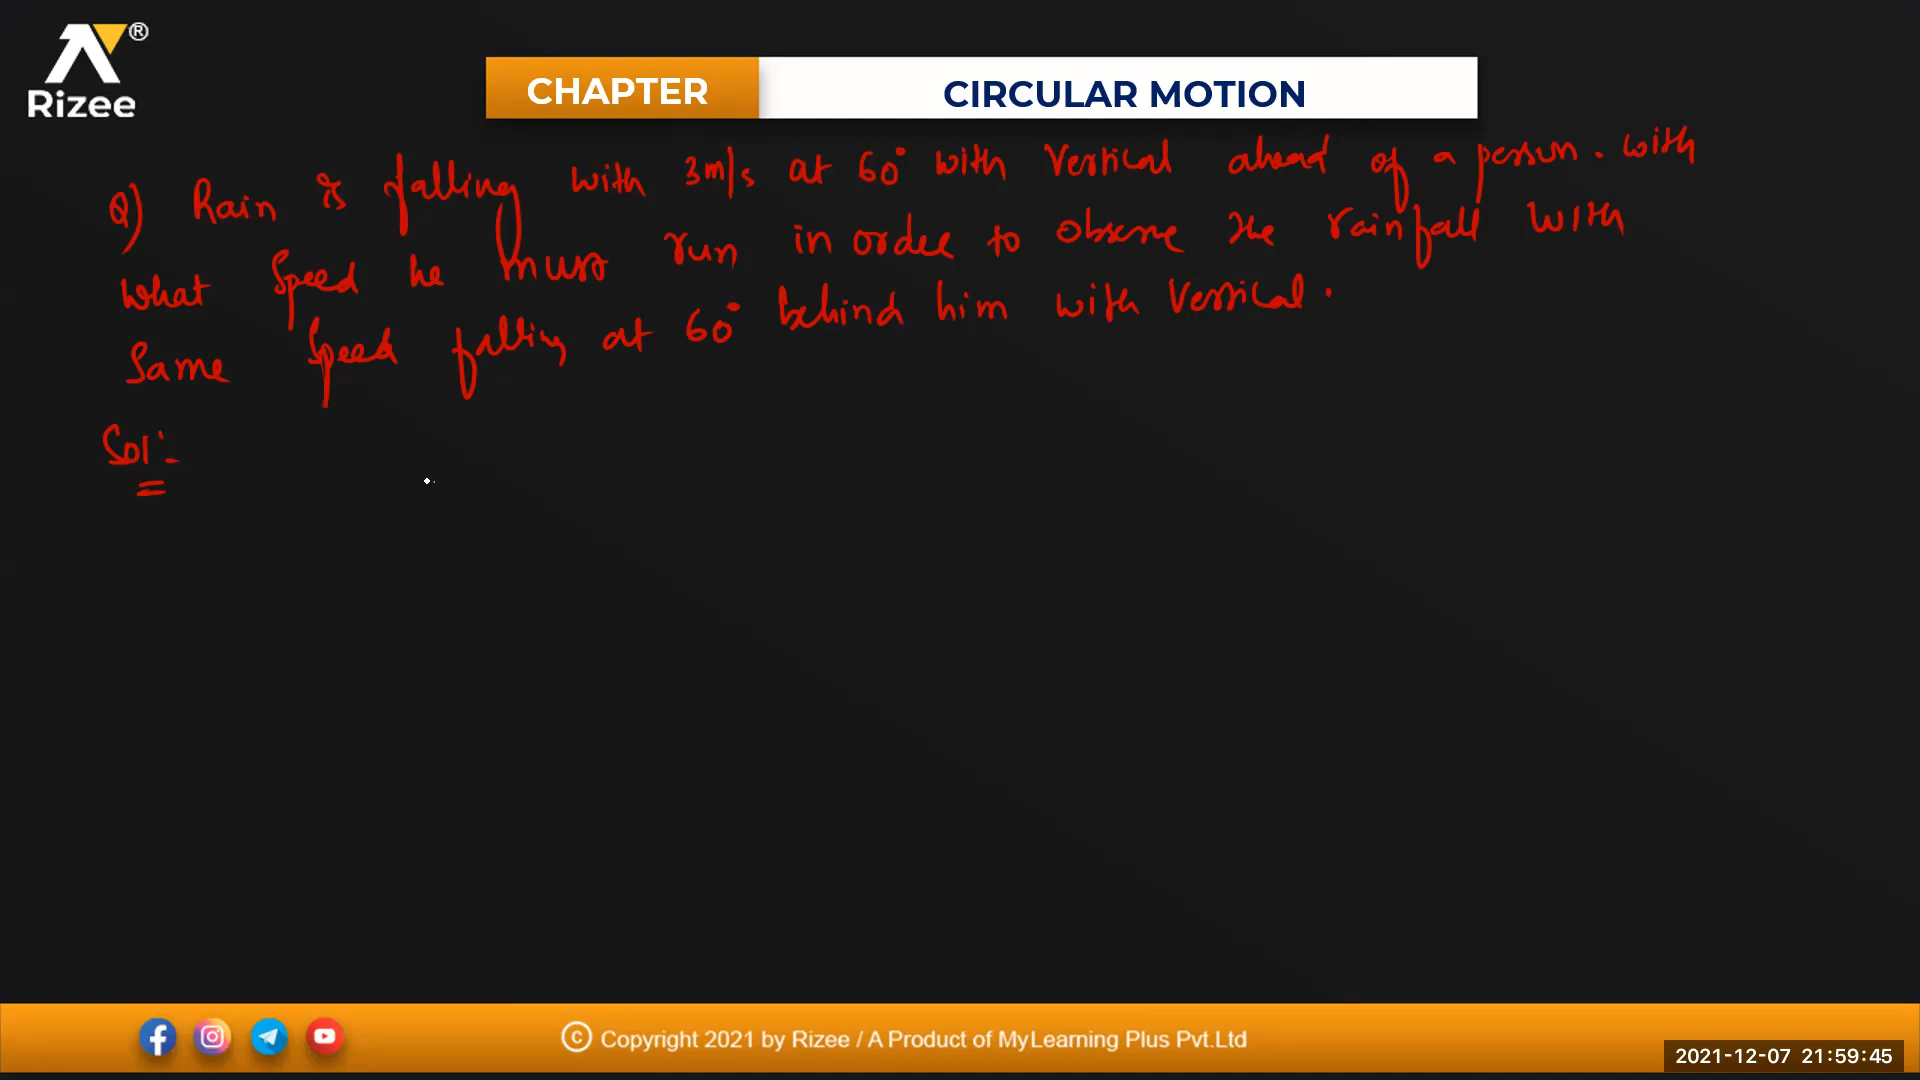 Rizee®
CHAPTER CIRCULAR MOTION
Q) Rain is falling with 3m/s at 60° with Vertical ahead of a person. with
what Speed he must run in order to observe the rainfall with
Same Speed falling at 60° behind him with Vertical.
Sol:-
© Copyright 2021 by Rizee / A Product of MyLearning Plus Pvt.Ltd
2021-12-07 21:59:45